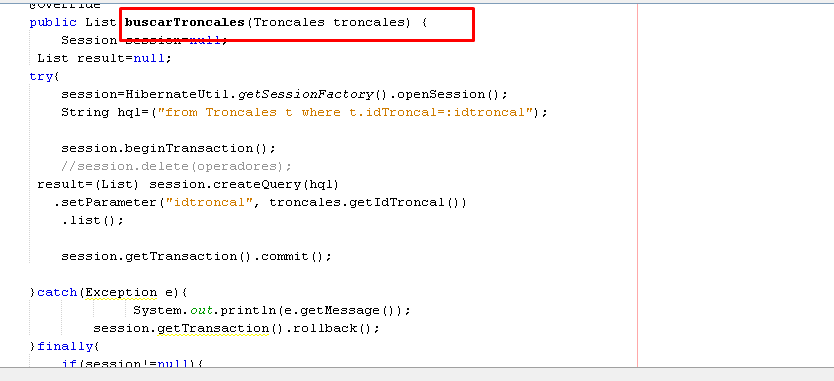 @Override
public List buscarTroncales(Troncales troncales) {
Session session=null;
List result=null;
try{
session=HibernateUtil.getSessionFactory().openSession();
String hql=("from Troncales t where t.idTroncal=:idtroncal");
session.beginTransaction();
//session.delete(operadores);
result=(List) session.createQuery(hql)
.setParameter("idtroncal", troncales.getIdTroncal())
.list();
session.getTransaction().commit();
}catch(Exception e){
System.out.println(e.getMessage());
session.getTransaction().rollback();
}finally{
if(session!=null){